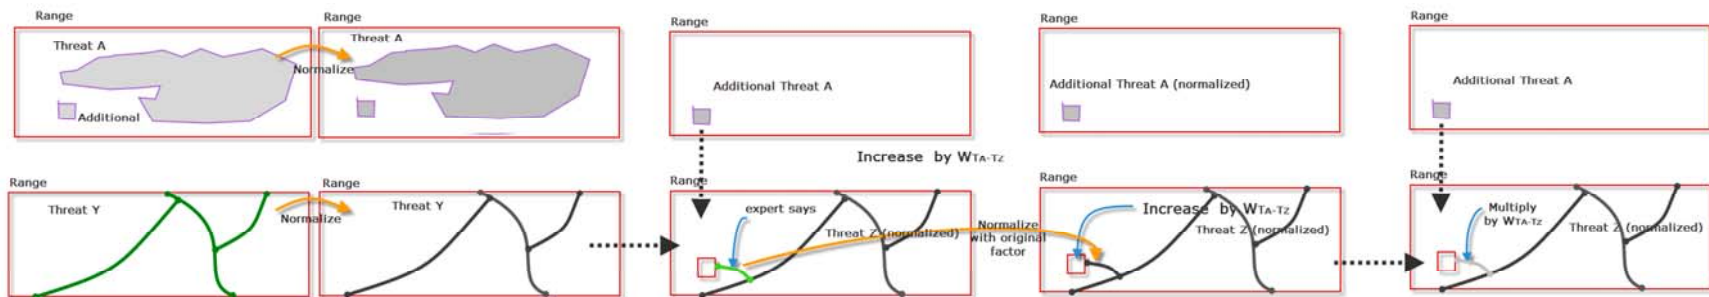 Range
Range
Range
Range
Range
Threat A
Threat A
Normalize
Additional
Additional Threat A
Additional Threat A (normalized)
Additional Threat A
Increase by WTA-TZ
Range
Range
Range
Range
Range
Threat Y
Normalize
Threat Y
expert says
Threat Z (normalized)
Normalize
with original
factor
Increase by WTA-TZ
Threat Z (normalized)
Multiply
by WTA-TZ
Threat Z (normalized)